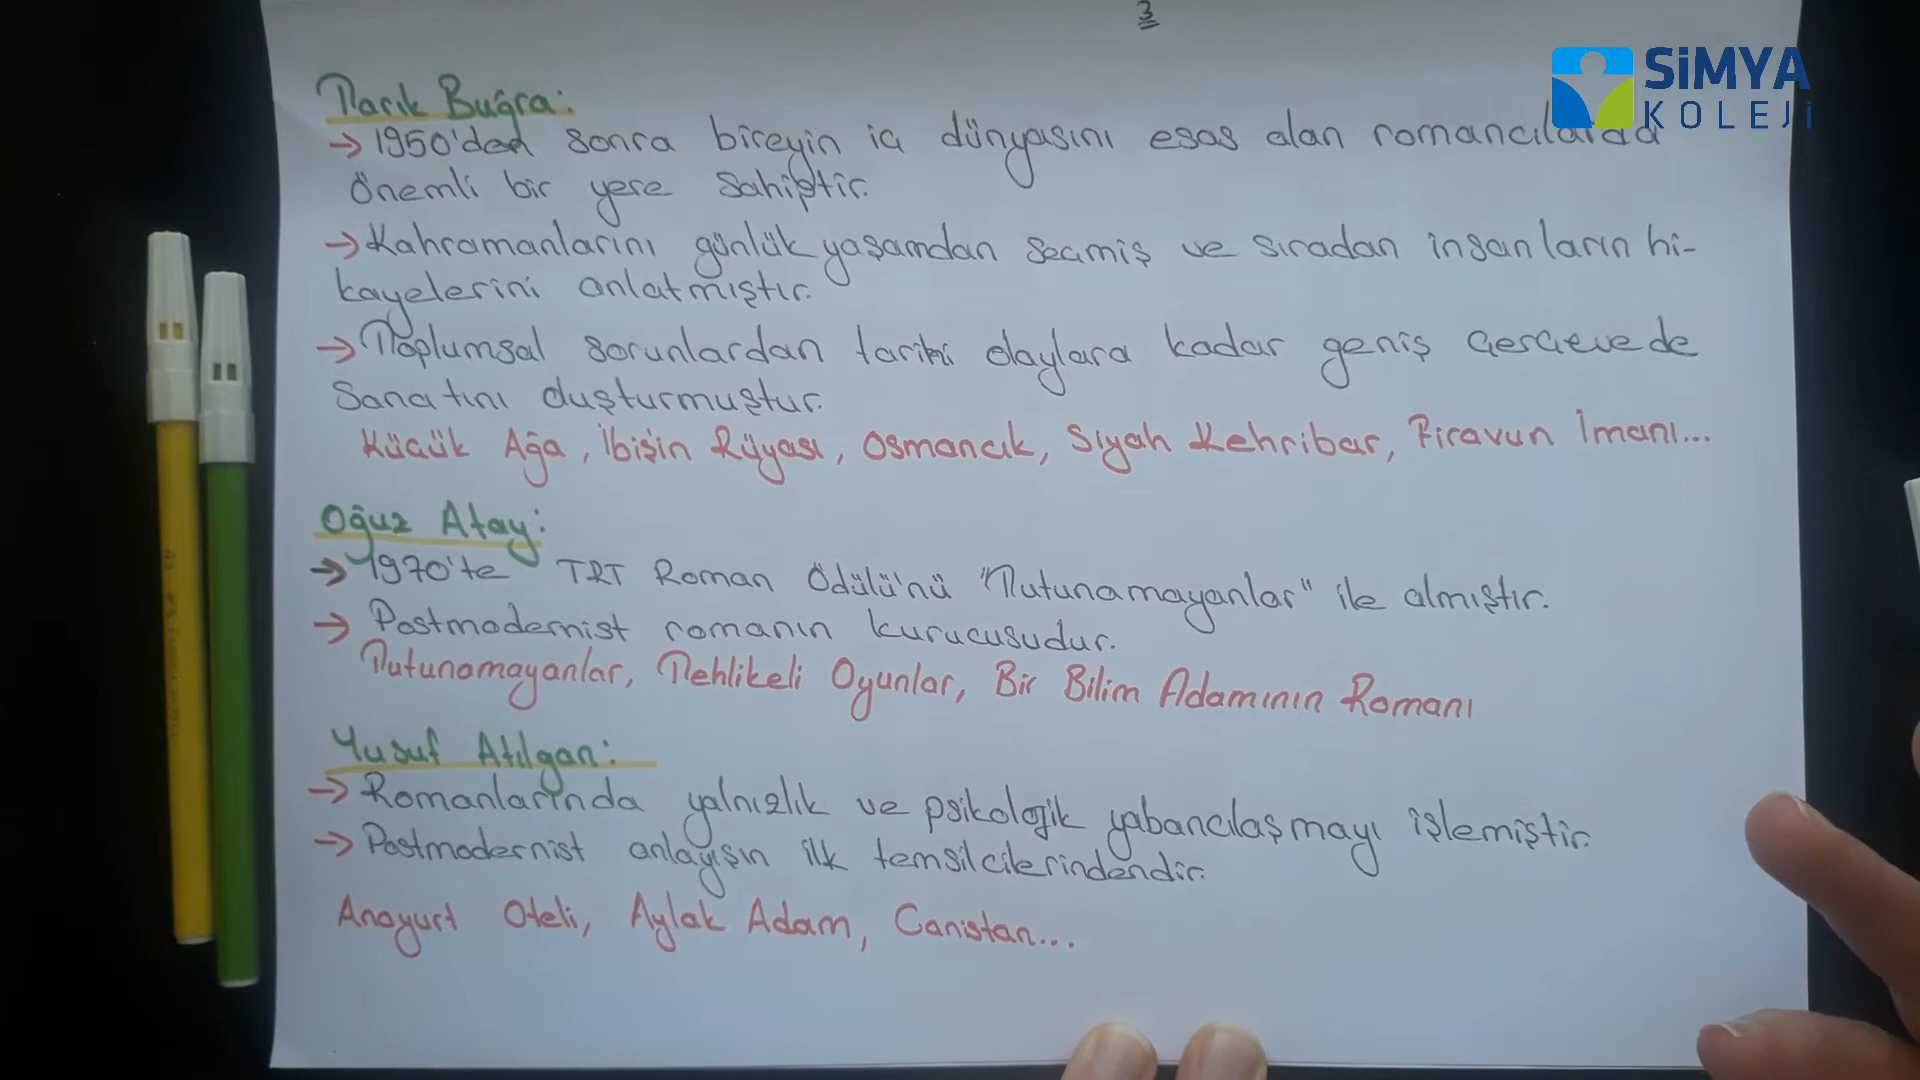 3
SiMYA
KOLEJi
Tarık Buğra:
→ 1950'den sonra bireyin iç dünyasını esas alan romancılarda
önemli bir yere sahiptir.
→ Kahramanlarını günlük yaşamdan seçmiş ve sıradan insanların hi-
kayelerini anlatmıştır.
→ Toplumsal sorunlardan tarihi olaylara kadar geniş çerçevede
sanatını oluşturmuştur.
Küçük Ağa, İbiş'in Rüyası, Osmancık, Siyah Kehribar, Firavun İmanı...
Oğuz Atay:
→ 1970'te TRT Roman Ödülü'nü "Tutunamayanlar" ile almıştır.
→ Postmodernist romanın kurucusudur.
Tutunamayanlar, Tehlikeli Oyunlar, Bir Bilim Adamının Romanı
Yusuf Atılgan:
→ Romanlarında yalnızlık ve psikolojik yabancılaşmayı işlemiştir.
→ Postmodernist anlayışın ilk temsilcilerindendir.
Anayurt Oteli, Aylak Adam, Canistan...